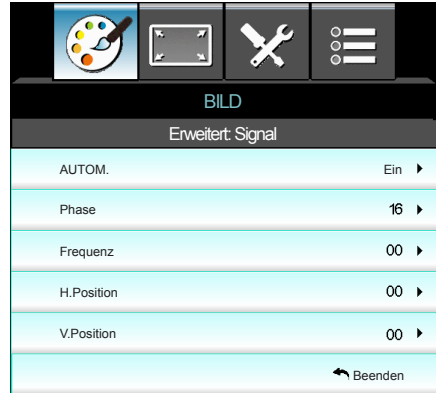 BILD
Erweitert: Signal
AUTOM. Ein
Phase 16
Frequenz 00
H.Position 00
V.Position 00
Beenden